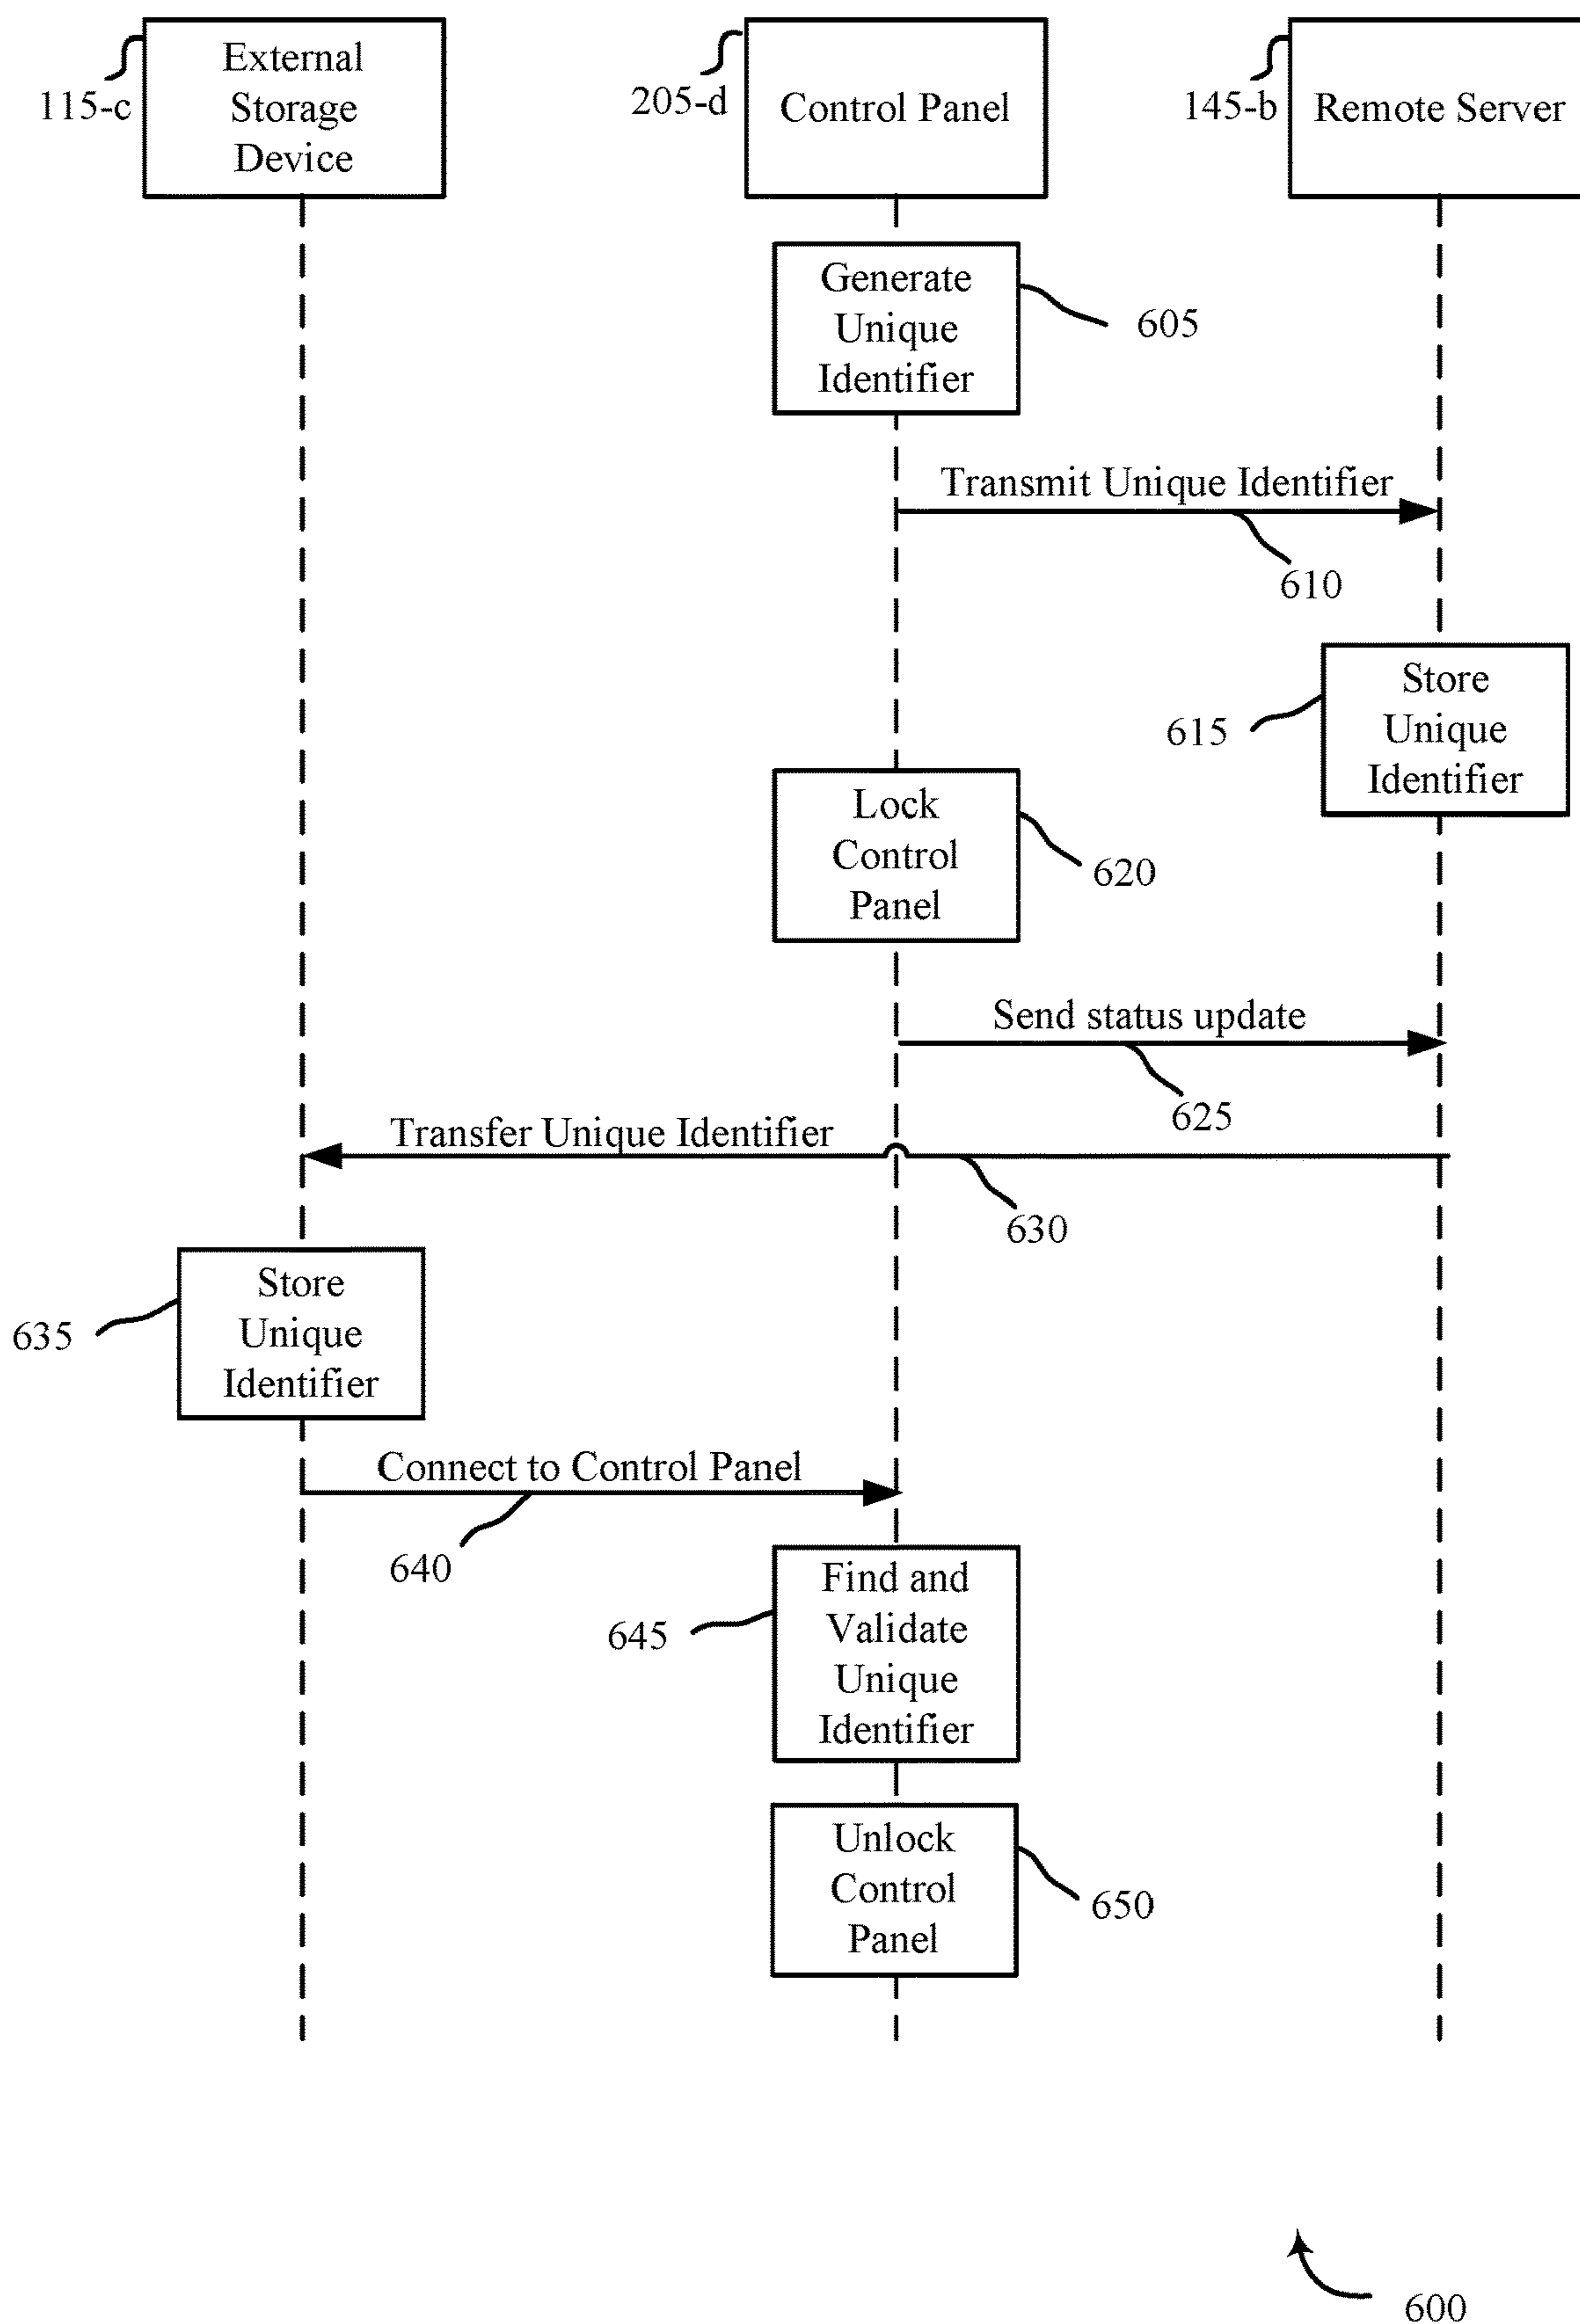 External
Storage
Device
115-c
Control Panel
205-d
Remote Server
145-b
Generate
Unique
Identifier
605
Transmit Unique Identifier
610
Store
Unique
Identifier
615
Lock
Control
Panel
620
Send status update
625
Transfer Unique Identifier
630
Store
Unique
Identifier
635
Connect to Control Panel
640
Find and
Validate
Unique
Identifier
645
Unlock
Control
Panel
650
600